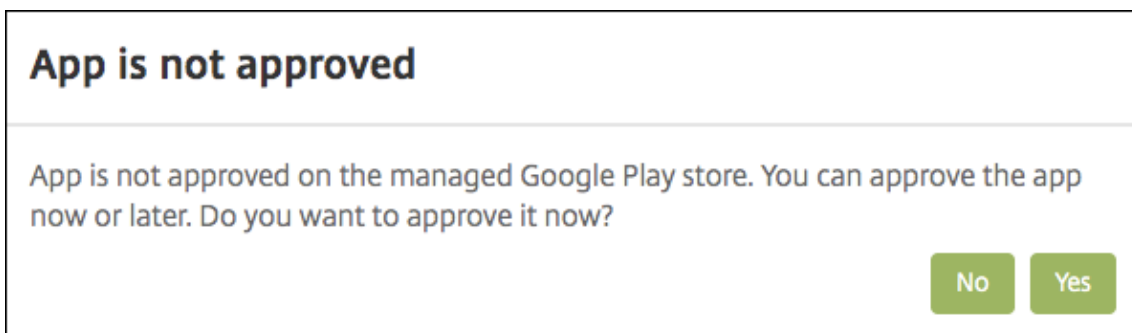 App is not approved
App is not approved on the managed Google Play store. You can approve the app
now or later. Do you want to approve it now?
No Yes